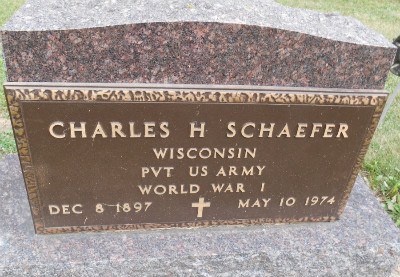 CHARLES H SCHAEFER
WISCONSIN
PVT US ARMY
WORLD WAR I
DEC 8 1897 MAY 10 1974